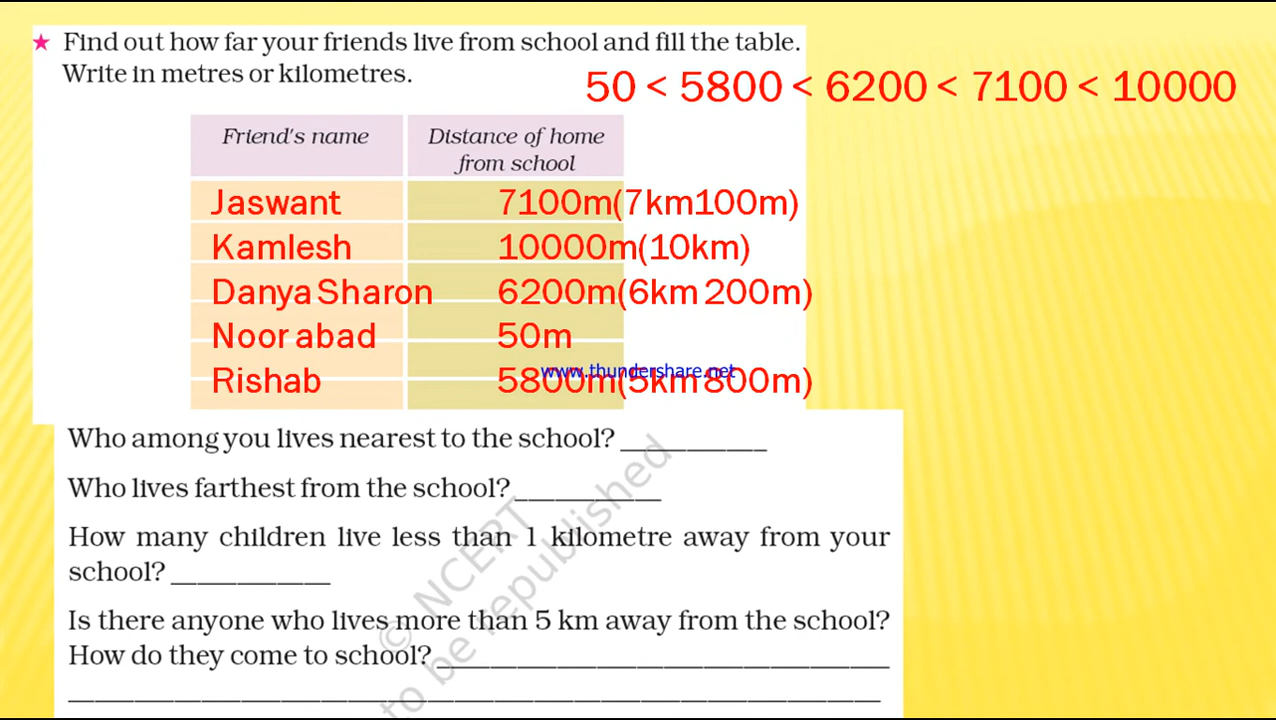 ★ Find out how far your friends live from school and fill the table.
Write in metres or kilometres.
50 < 5800 < 6200 < 7100 < 10000
Friend's name Distance of home
from school
Jaswant 7100m(7km100m)
Kamlesh 10000m(10km)
Danya Sharon 6200m(6km 200m)
Noor abad 50m
www.thundershare.net
Rishab 5800m(5km 800m)
Who among you lives nearest to the school? ___________
Who lives farthest from the school? ___________
How many children live less than 1 kilometre away from your
school? ____________
Is there anyone who lives more than 5 km away from the school?
How do they come to school? __________________________________
© NCERT
to be republished